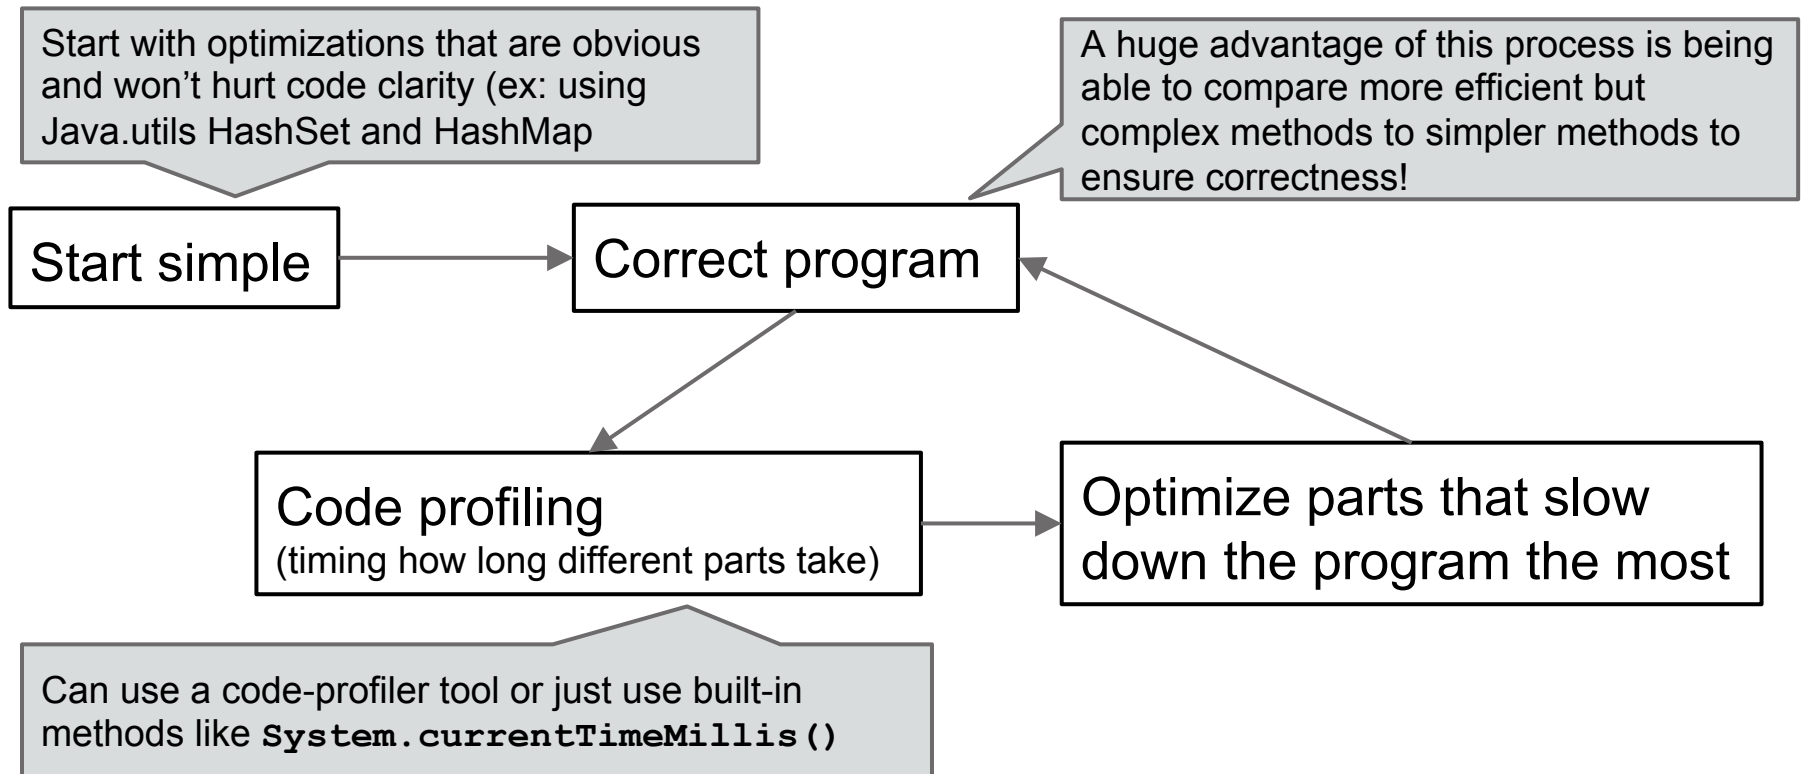 Start with optimizations that are obvious
and won’t hurt code clarity (ex: using
Java.utils HashSet and HashMap
A huge advantage of this process is being
able to compare more efficient but
complex methods to simpler methods to
ensure correctness!
Start simple
Correct program
Code profiling
(timing how long different parts take)
Optimize parts that slow
down the program the most
Can use a code-profiler tool or just use built-in
methods like System.currentTimeMillis()